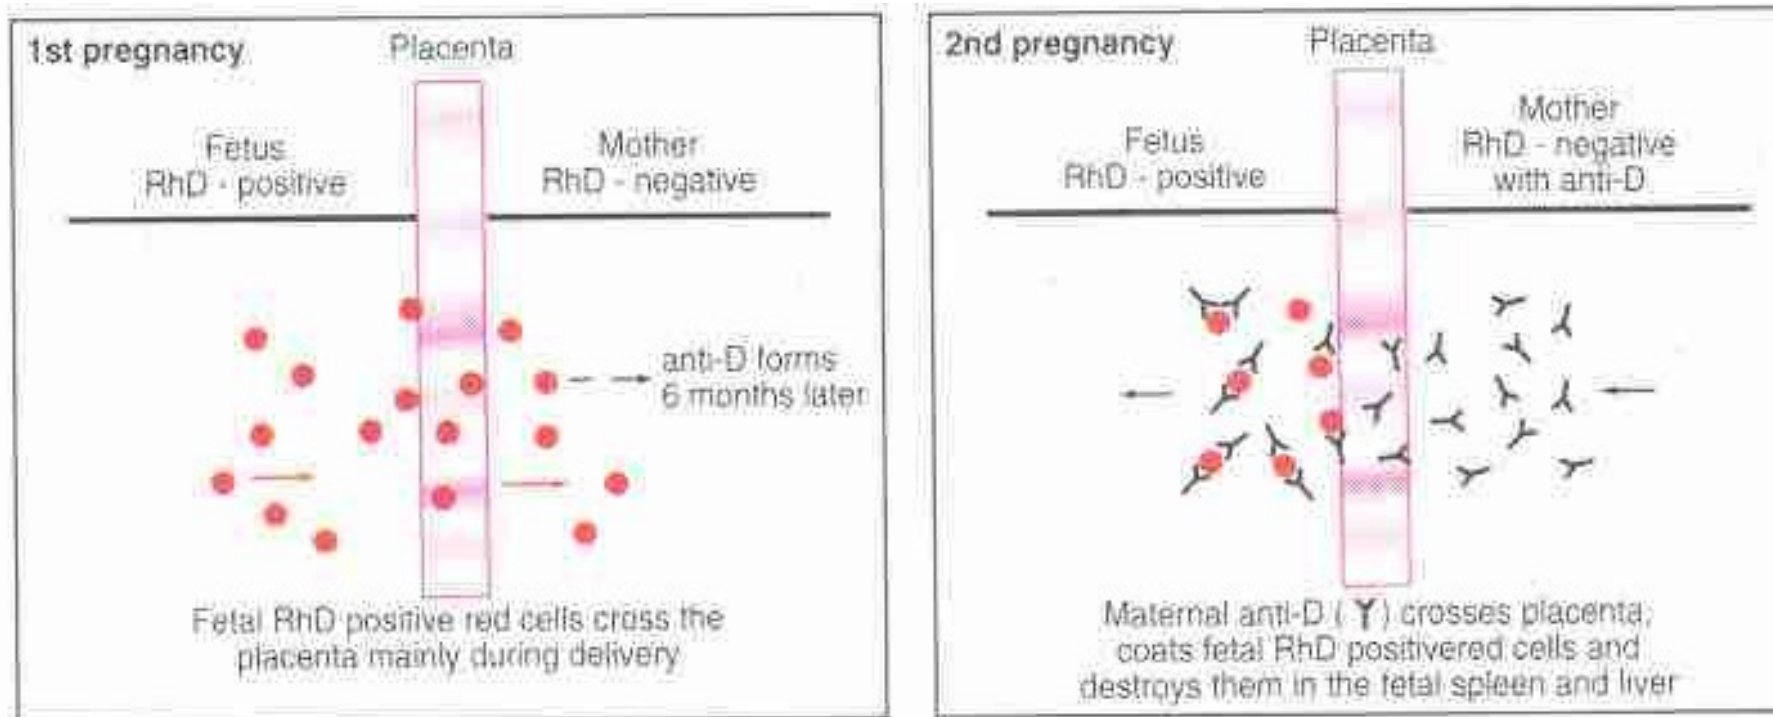 1st pregnancy
Placenta
Fetus
RhD - positive
Mother
RhD - negative
anti-D forms
6 months later
Fetal RhD positive red cells cross the
placenta mainly during delivery
2nd pregnancy
Placenta
Fetus
RhD - positive
Mother
RhD - negative
with anti-D
Maternal anti-D ( Y ) crosses placenta,
coats fetal RhD positivered cells and
destroys them in the fetal spleen and liver